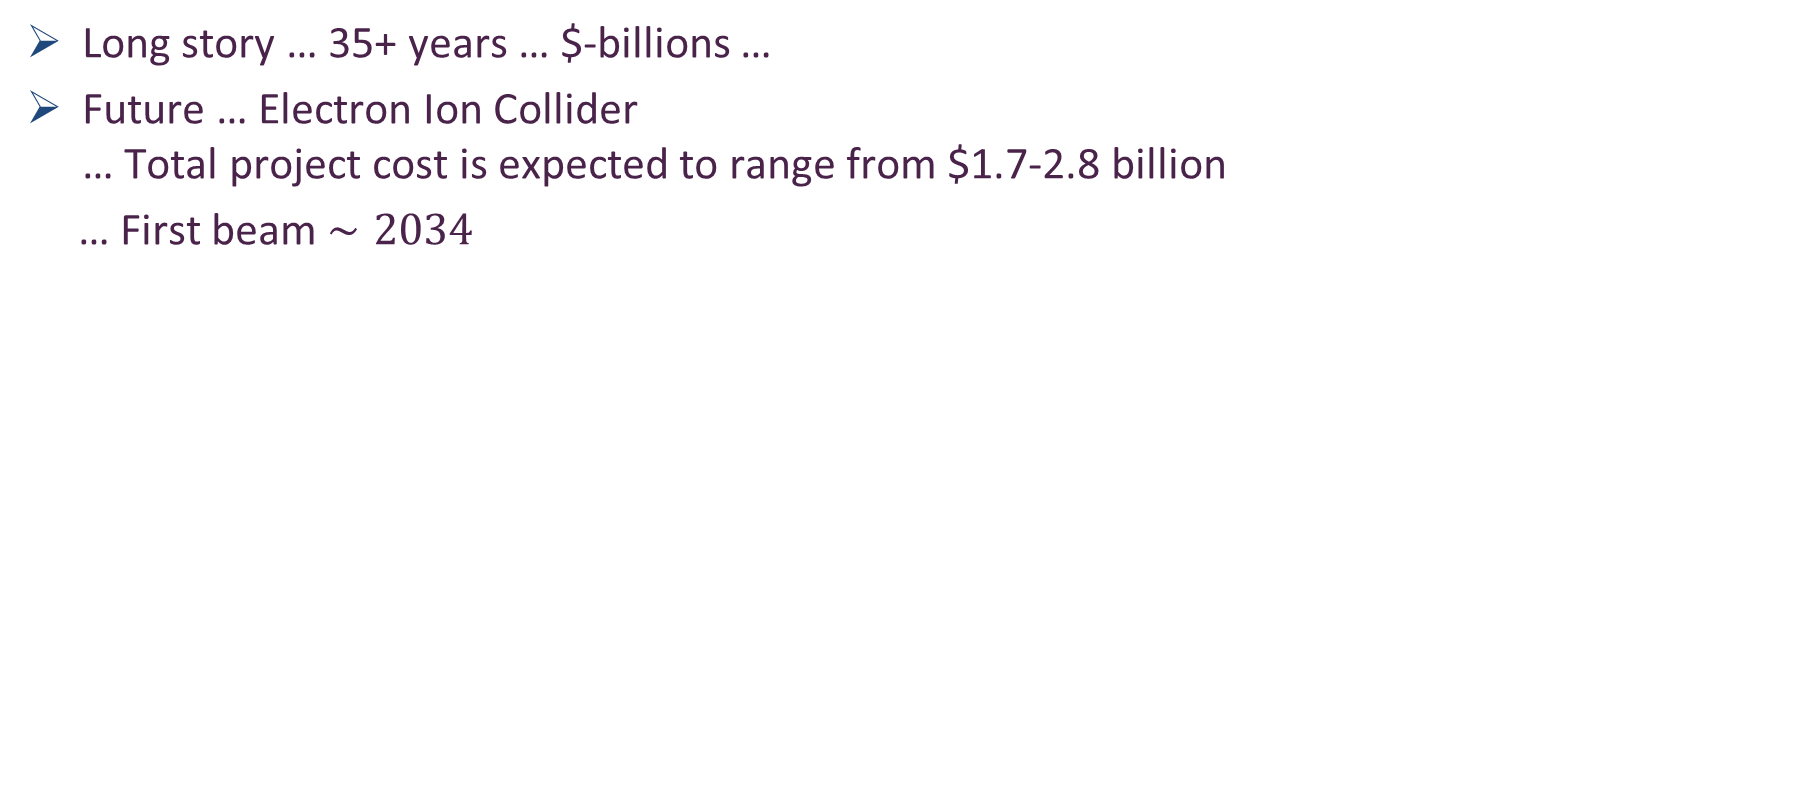 ➢ Long story … 35+ years … $-billions …
➢ Future … Electron Ion Collider
… Total project cost is expected to range from $1.7-2.8 billion
… First beam ~ 2034